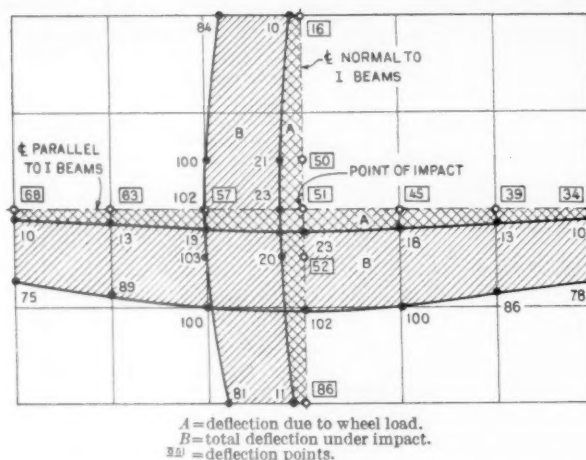 84 10 16
℄ NORMAL TO
I BEAMS
B A
℄ PARALLEL
TO I BEAMS
100 21 50
POINT OF IMPACT
68 63 102 57 23 51 45 39 34
A
10 13 19 23 18 13 10
103 20 52 B
75 89 86 78
100 102 100
81 11 86
A=deflection due to wheel load.
B=total deflection under impact.
=deflection points.